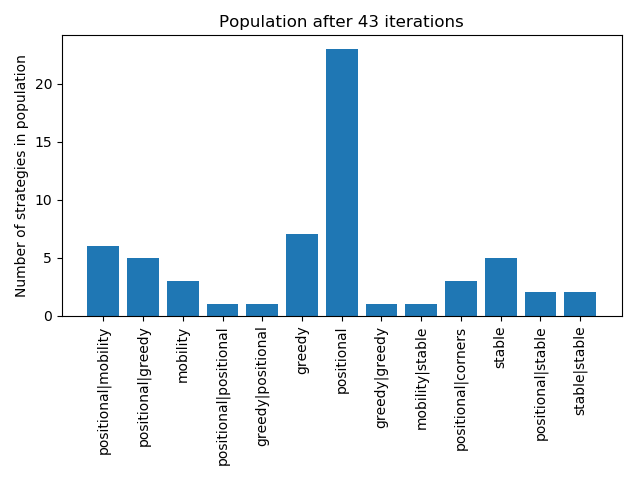 Population after 43 iterations
Number of strategies in population
20
15
10
5
0
positional|mobility
positional|greedy
mobility
positional|positional
greedy|positional
greedy
positional
greedy|greedy
mobility|stable
positional|corners
stable
positional|stable
stable|stable